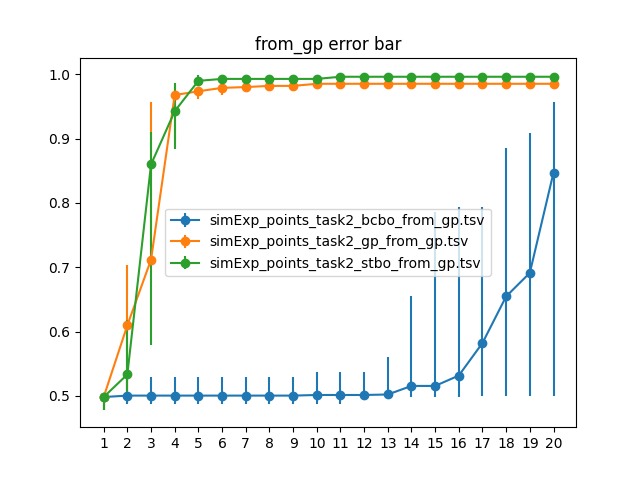 from_gp error bar
1.0
0.9
0.8
0.7
0.6
0.5
simExp_points_task2_bcbo_from_gp.tsv
simExp_points_task2_gp_from_gp.tsv
simExp_points_task2_stbo_from_gp.tsv
1 2 3 4 5 6 7 8 9 10 11 12 13 14 15 16 17 18 19 20